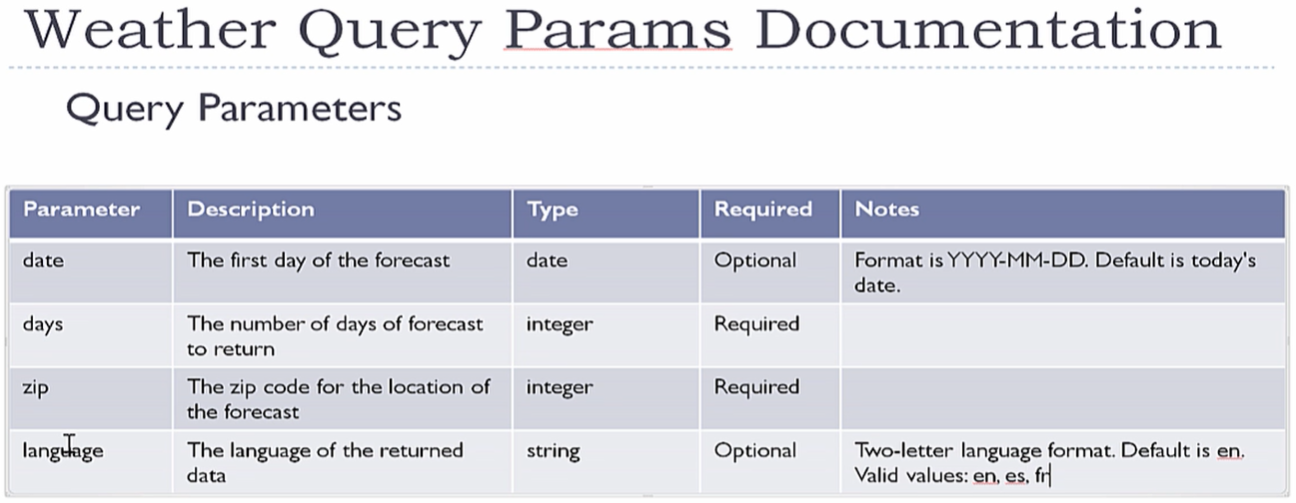 Weather Query Params Documentation
Query Parameters
Parameter Description Type Required Notes
date The first day of the forecast date Optional Format is YYYY-MM-DD. Default is today's
date.
days The number of days of forecast integer Required
to return
zip The zip code for the location of integer Required
the forecast
language The language of the returned string Optional Two-letter language format. Default is en.
data Valid values: en, es, fr